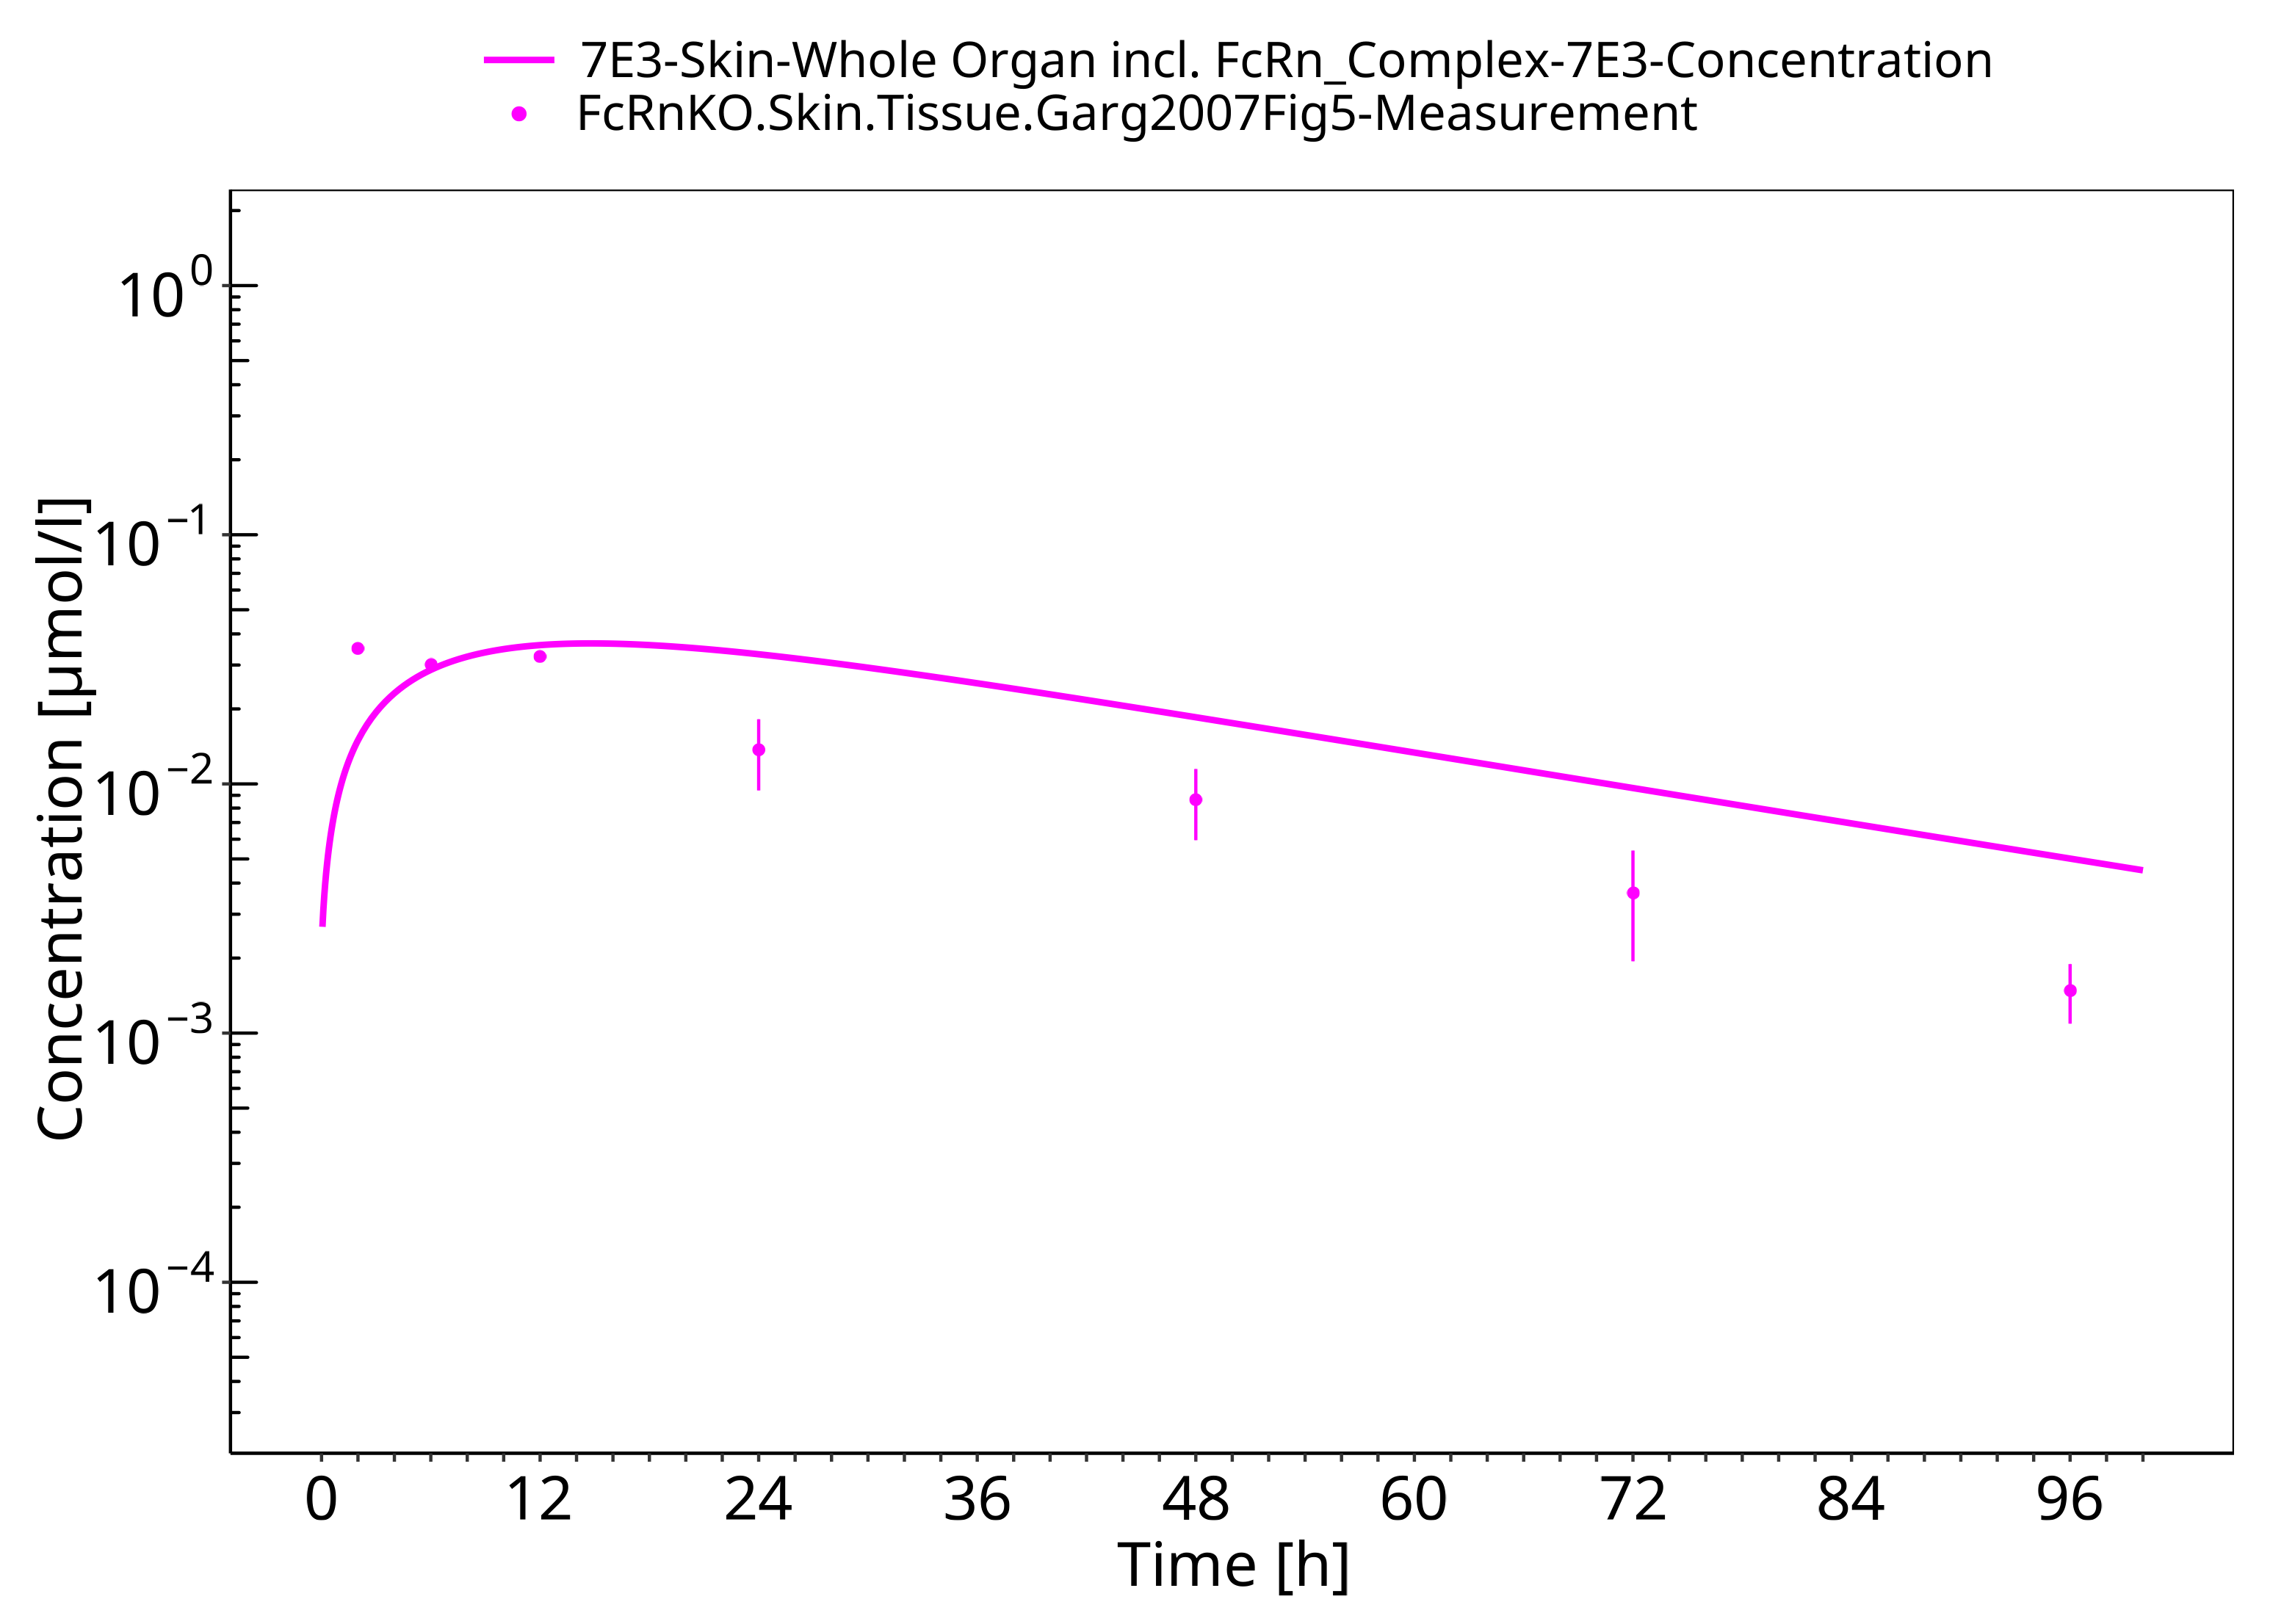 7E3-Skin-Whole Organ incl. FcRn_Complex-7E3-Concentration
FcRnKO.Skin.Tissue.Garg2007Fig5-Measurement
Concentration [µmol/l]
10^0
10^−1
10^−2
10^−3
10^−4
0 12 24 36 48 60 72 84 96
Time [h]